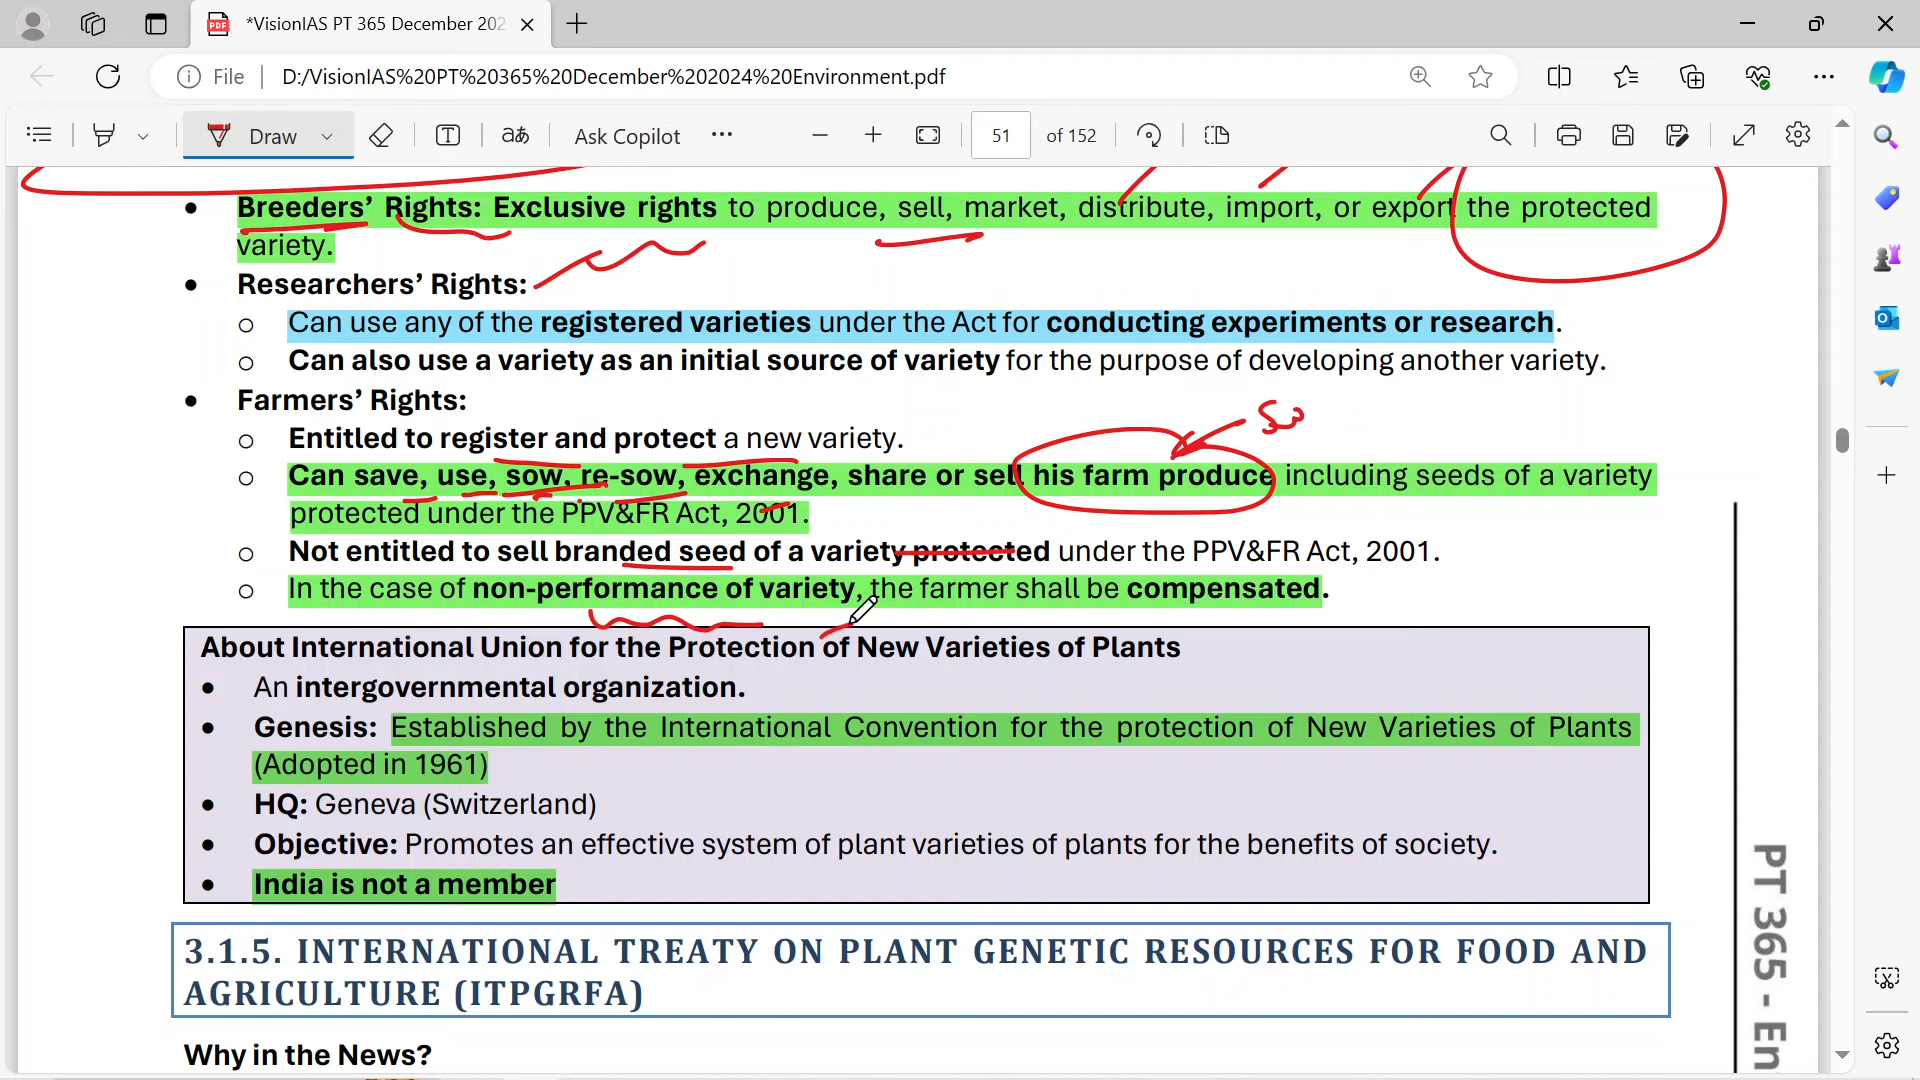 *VisionIAS PT 365 December 202
File
D:/VisionIAS%20PT%20365%20December%202024%20Environment.pdf
Draw
Ask Copilot
51
of 152
• Breeders’ Rights: Exclusive rights to produce, sell, market, distribute, import, or export the protected
variety.
• Researchers’ Rights:
o Can use any of the registered varieties under the Act for conducting experiments or research.
o Can also use a variety as an initial source of variety for the purpose of developing another variety.
• Farmers’ Rights:
o Entitled to register and protect a new variety.
o Can save, use, sow, re-sow, exchange, share or sell his farm produce including seeds of a variety
protected under the PPV&FR Act, 2001.
o Not entitled to sell branded seed of a variety protected under the PPV&FR Act, 2001.
o In the case of non-performance of variety, the farmer shall be compensated.
About International Union for the Protection of New Varieties of Plants
• An intergovernmental organization.
• Genesis: Established by the International Convention for the protection of New Varieties of Plants
(Adopted in 1961)
• HQ: Geneva (Switzerland)
• Objective: Promotes an effective system of plant varieties of plants for the benefits of society.
• India is not a member
3.1.5. INTERNATIONAL TREATY ON PLANT GENETIC RESOURCES FOR FOOD AND
AGRICULTURE (ITPGRFA)
Why in the News?
PT 365 - En